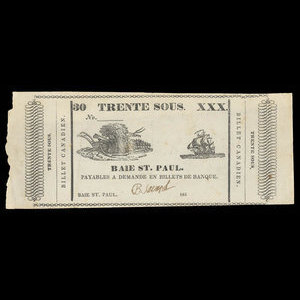 30 TRENTE SOUS. XXX.
No.
BAIE ST. PAUL.
PAYABLES A DEMANDE EN BILLETS DE BANQUE.
BAIE ST. PAUL, 183
TRENTE SOUS.
BILLET CANADIEN.
BILLET CANADIEN.
TRENTE SOUS.